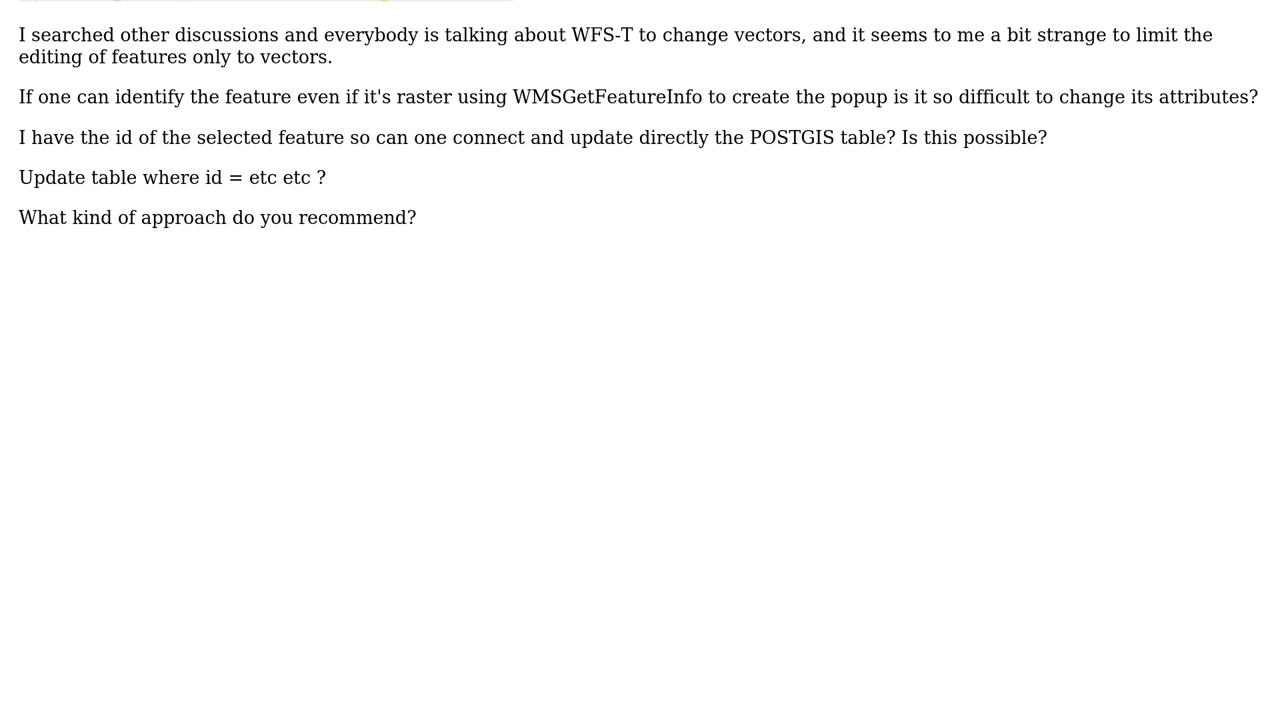 I searched other discussions and everybody is talking about WFS-T to change vectors, and it seems to me a bit strange to limit the
editing of features only to vectors.
If one can identify the feature even if it's raster using WMSGetFeatureInfo to create the popup is it so difficult to change its attributes?
I have the id of the selected feature so can one connect and update directly the POSTGIS table? Is this possible?
Update table where id = etc etc ?
What kind of approach do you recommend?